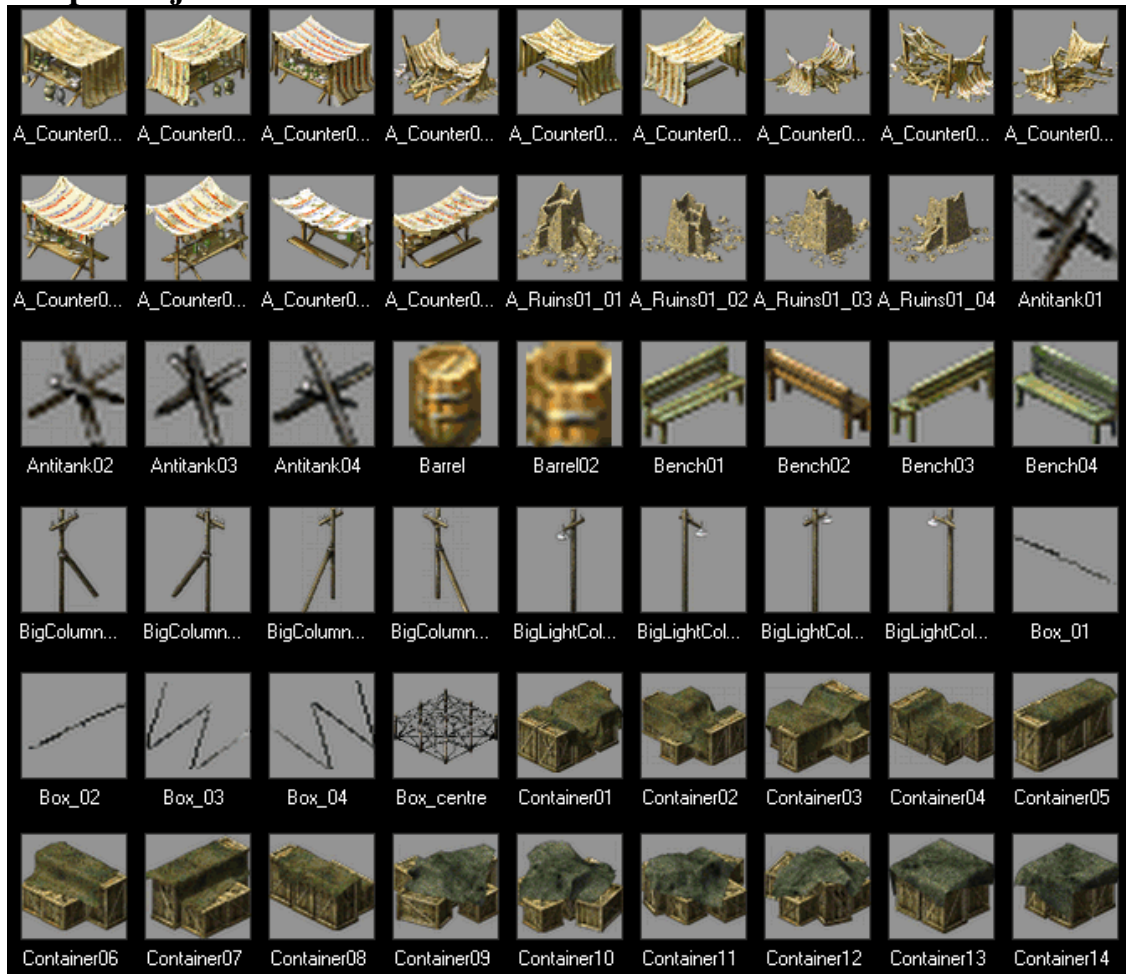 A_Counter0... A_Counter0... A_Counter0... A_Counter0... A_Counter0... A_Counter0... A_Counter0... A_Counter0... A_Counter0...
A_Counter0... A_Counter0... A_Counter0... A_Counter0... A_Ruins01_01 A_Ruins01_02 A_Ruins01_03 A_Ruins01_04 Antitank01
Antitank02 Antitank03 Antitank04 Barrel Barrel02 Bench01 Bench02 Bench03 Bench04
BigColumn... BigColumn... BigColumn... BigColumn... BigLightCol... BigLightCol... BigLightCol... BigLightCol... Box_01
Box_02 Box_03 Box_04 Box_centre Container01 Container02 Container03 Container04 Container05
Container06 Container07 Container08 Container09 Container10 Container11 Container12 Container13 Container14